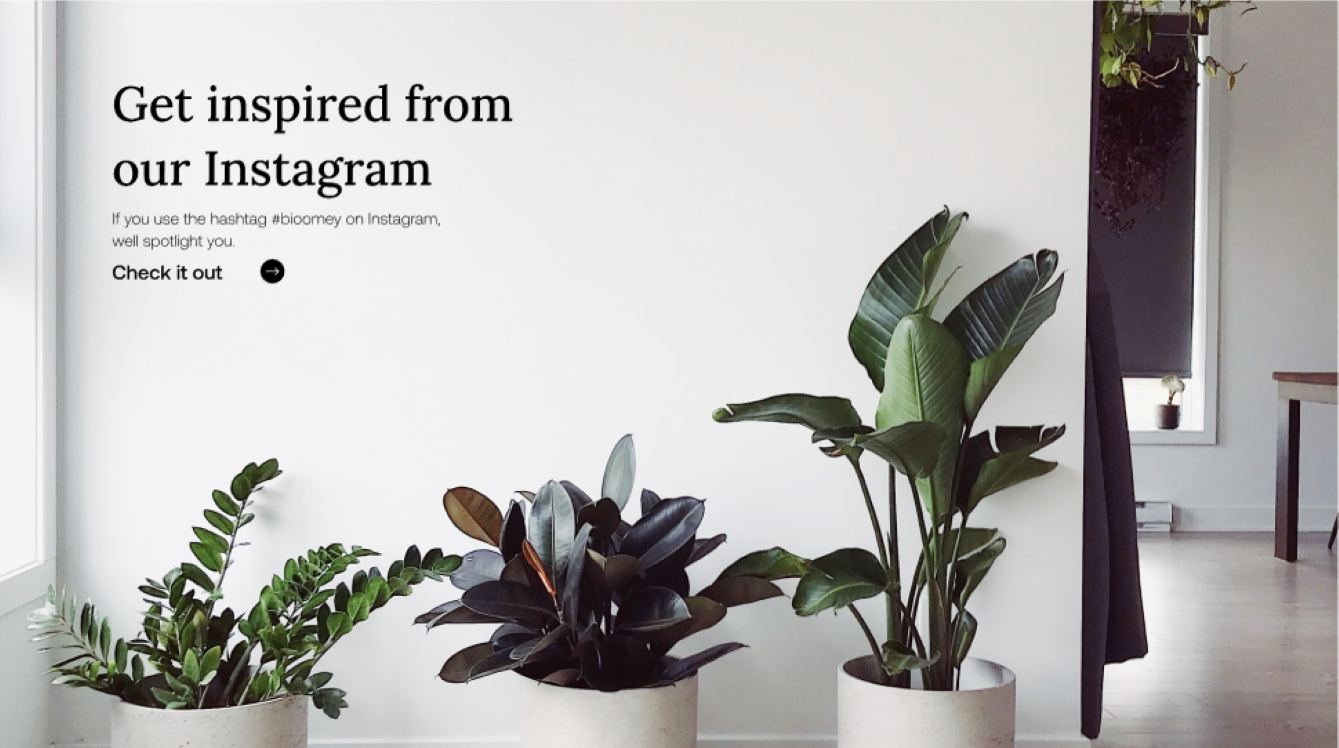 Get inspired from
our Instagram
If you use the hashtag #bioomey on Instagram,
well spotlight you.
Check it out